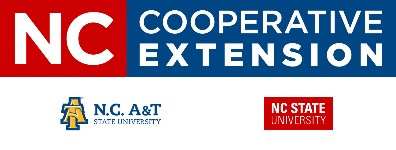 NC COOPERATIVE
EXTENSION
N.C. A&T
STATE UNIVERSITY
NC STATE
UNIVERSITY